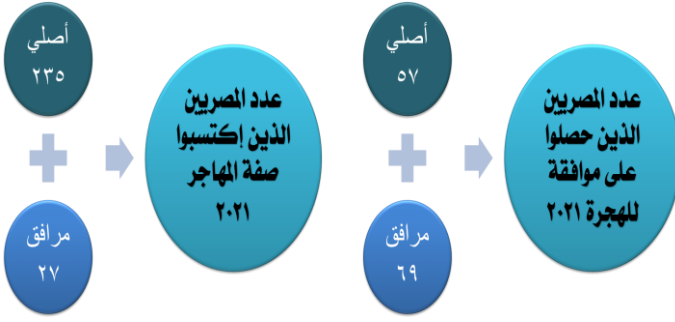 أصلي
٥٧
مرافق
٦٩
عدد المصريين
الذين حصلوا
على موافقة
للهجرة ٢٠٢١
أصلي
٢٣٥
مرافق
٢٧
عدد المصريين
الذين إكتسبوا
صفة المهاجر
٢٠٢١